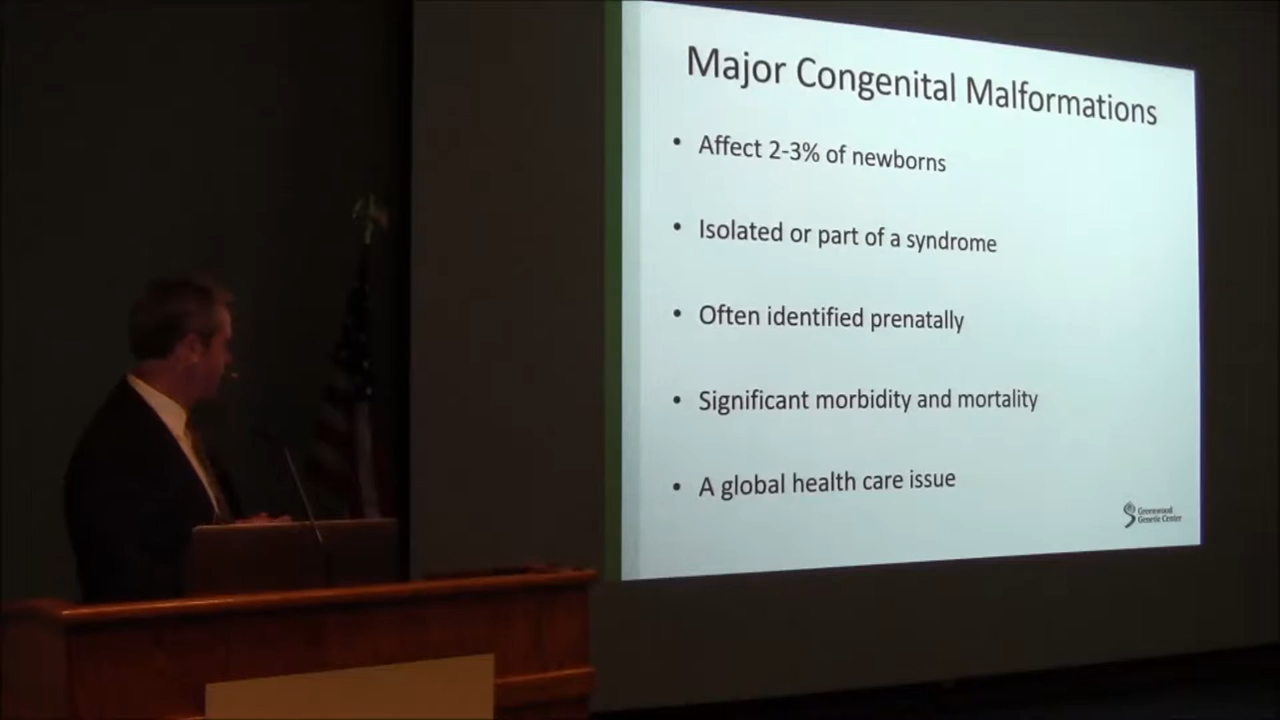 Major Congenital Malformations
• Affect 2-3% of newborns
• Isolated or part of a syndrome
• Often identified prenatally
• Significant morbidity and mortality
• A global health care issue
Greenwood
Genetic Center